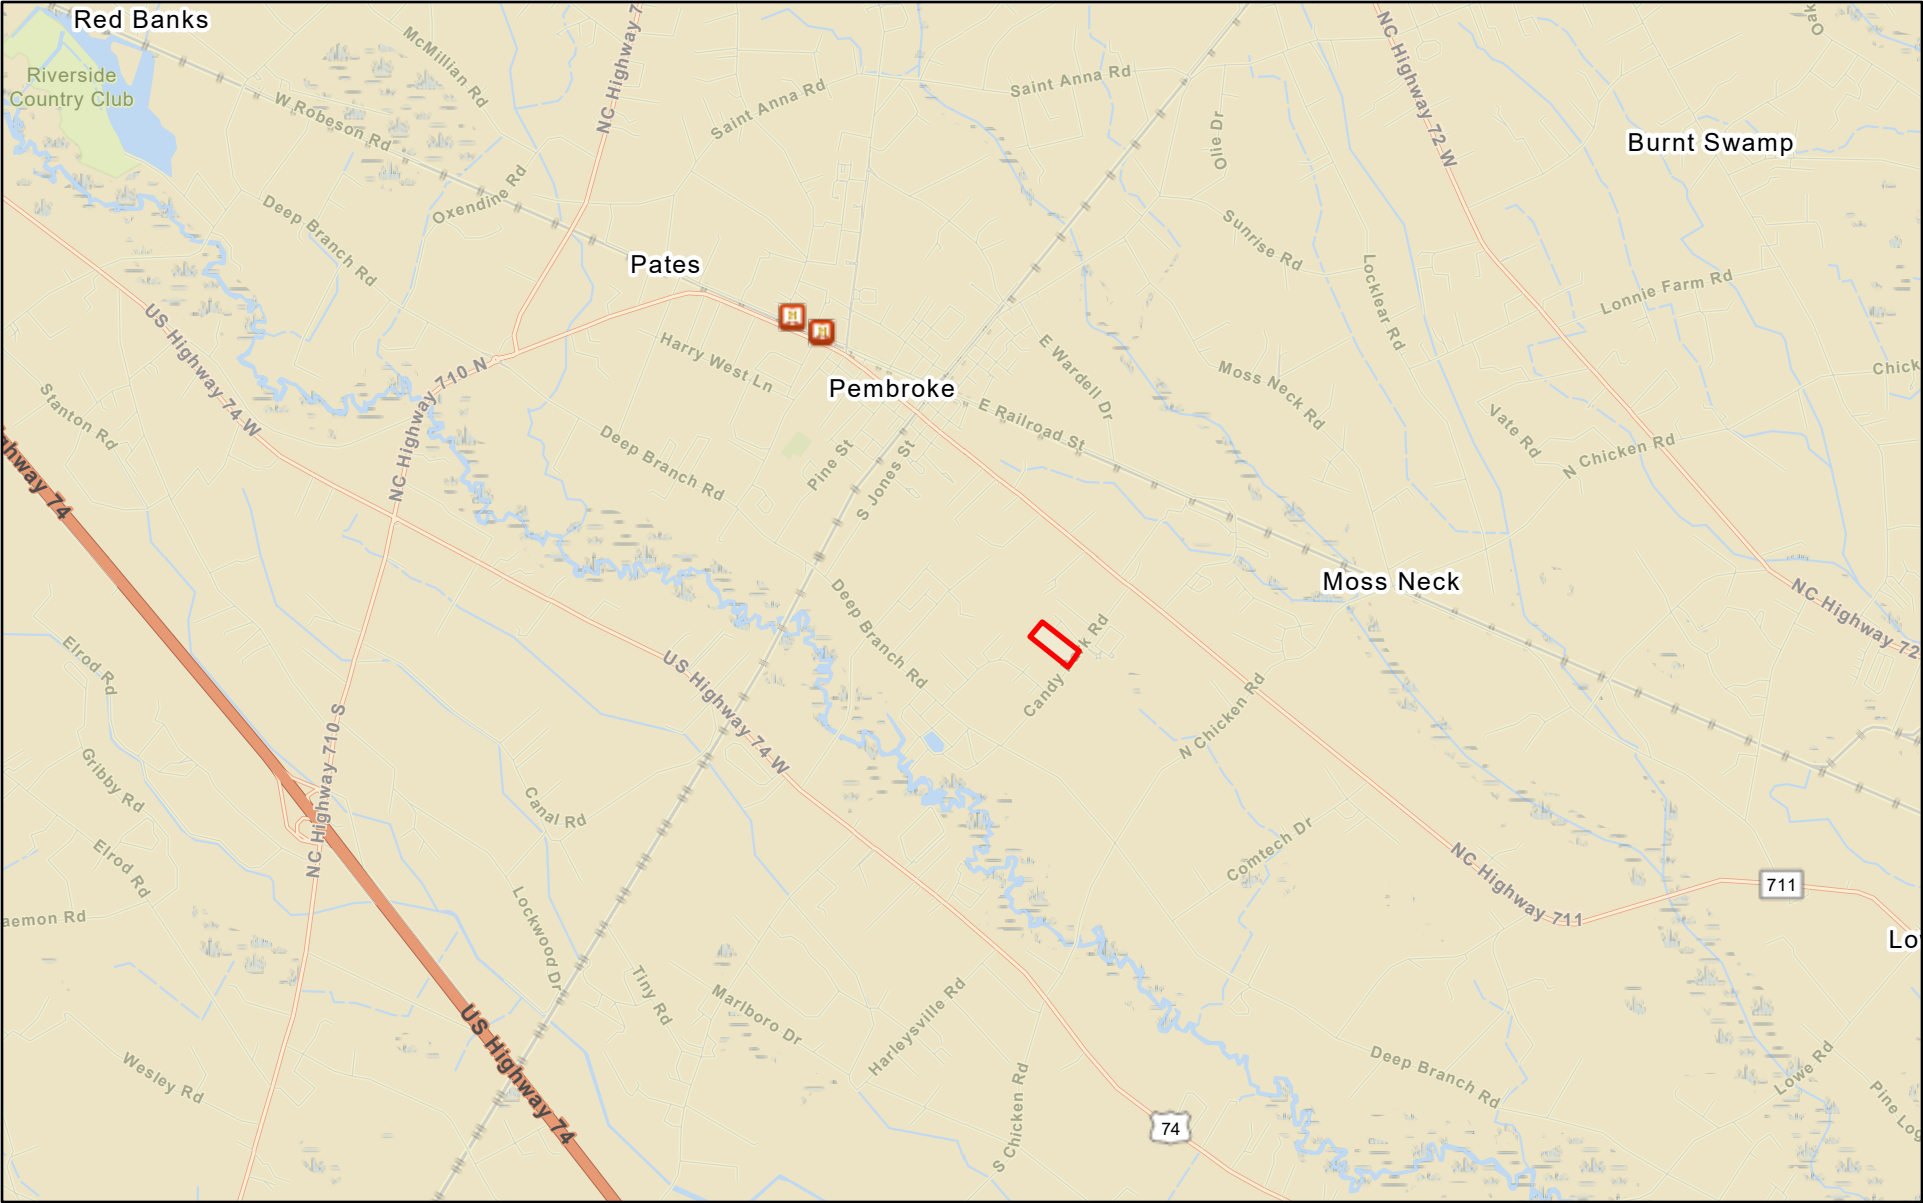 Red Banks
Riverside
Country Club
McMillian Rd
W Robeson Rd
NC Highway 7
Saint Anna Rd
Saint Anna Rd
Olie Dr
NC Highway 72 W
Oak
Burnt Swamp
Oxendine Rd
Deep Branch Rd
Pates
Sunrise Rd
Locklear Rd
Lonnie Farm Rd
US Highway 74 W
Harry West Ln
E Wardell Dr
Moss Neck Rd
Chick
NC Highway 710 N
Pembroke
E Railroad St
Vate Rd
N Chicken Rd
Stanton Rd
Deep Branch Rd
Pine St
S Jones St
ghway 74
Moss Neck
NC Highway 72
Deep Branch Rd
Candy
rk Rd
Elrod Rd
US Highway 74 W
N Chicken Rd
NC Highway 710 S
Gribby Rd
Canal Rd
Comtech Dr
Elrod Rd
NC Highway 711
711
aemon Rd
Lockwood Dr
Lo
Tiny Rd
Marlboro Dr
Harleysville Rd
US Highway 74
Wesley Rd
S Chicken Rd
74
Deep Branch Rd
Lowe Rd
Pine Log